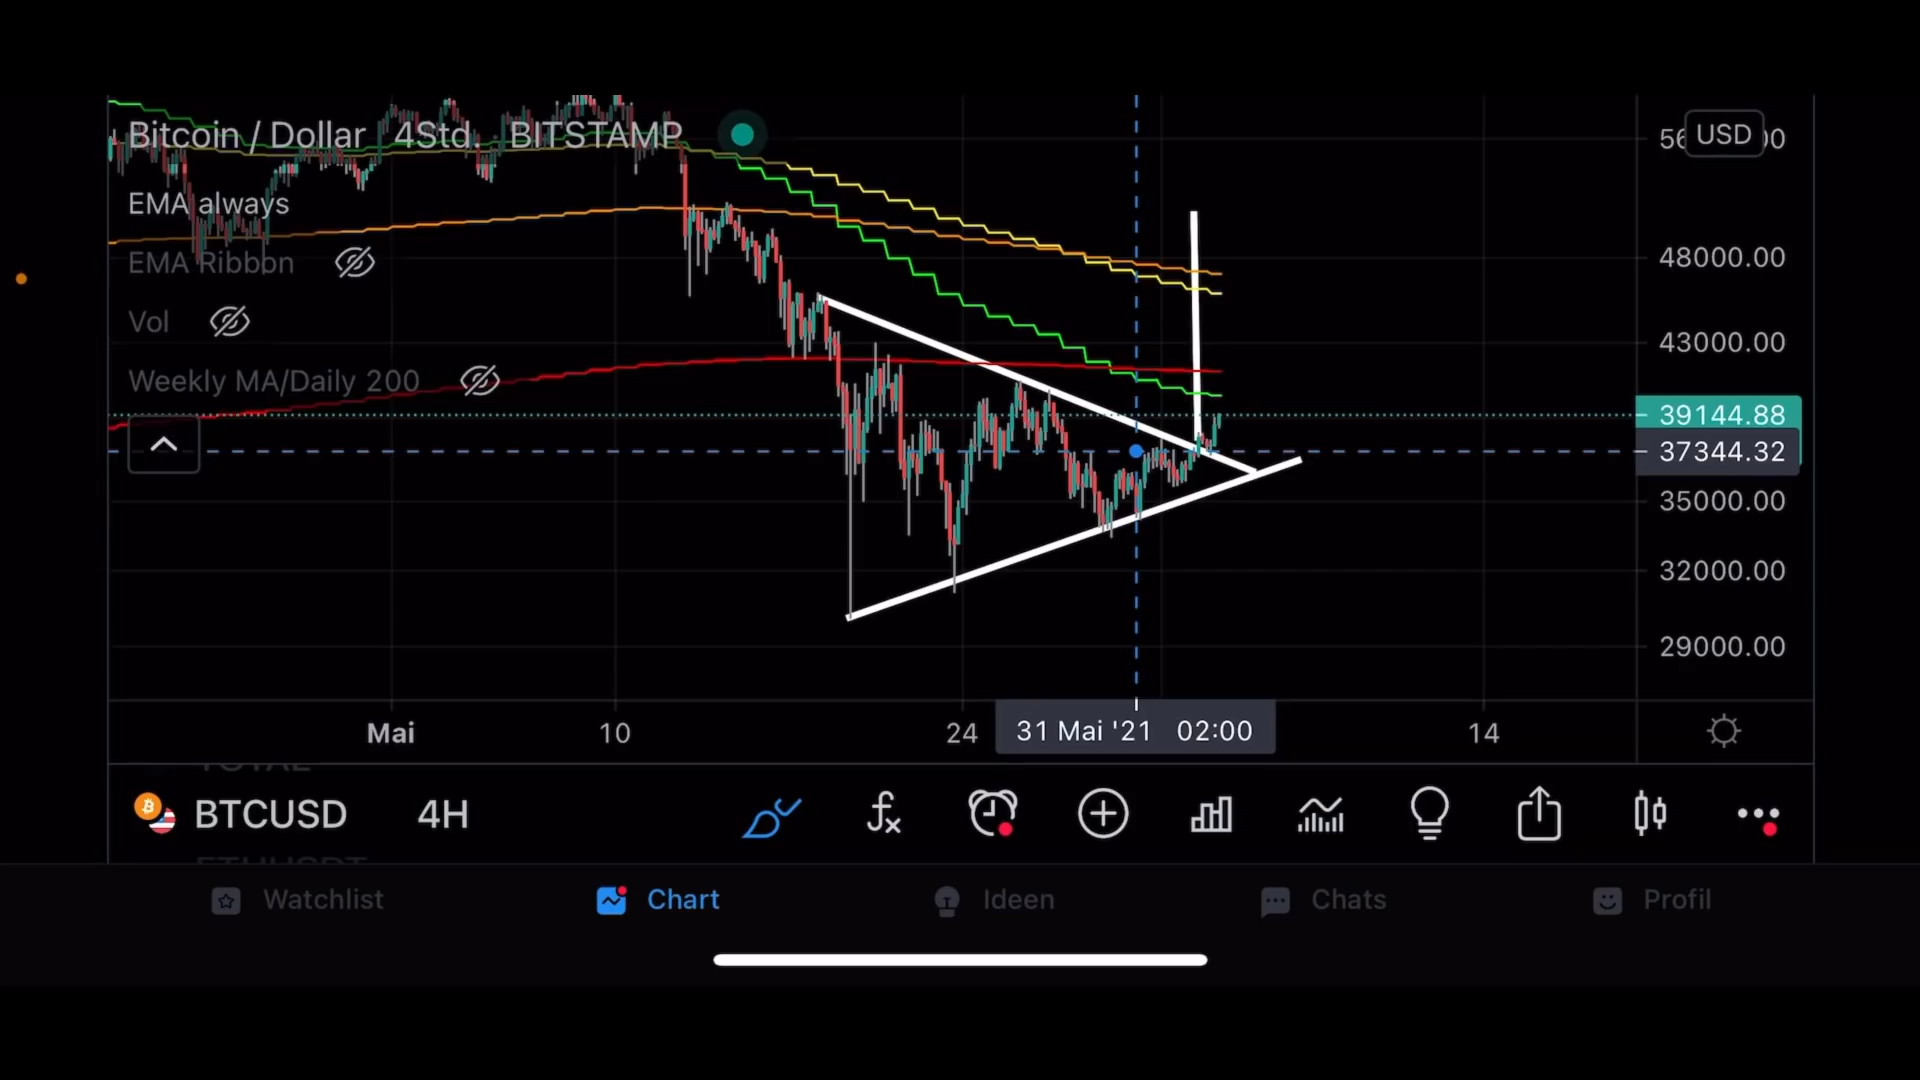 Bitcoin / Dollar 4Std. BITSTAMP
USD
EMA always
EMA Ribbon
48000.00
Vol
43000.00
Weekly MA/Daily 200
39144.88
37344.32
35000.00
32000.00
29000.00
Mai 10 24 31 Mai '21 02:00 14
BTCUSD 4H
Watchlist Chart Ideen Chats Profil